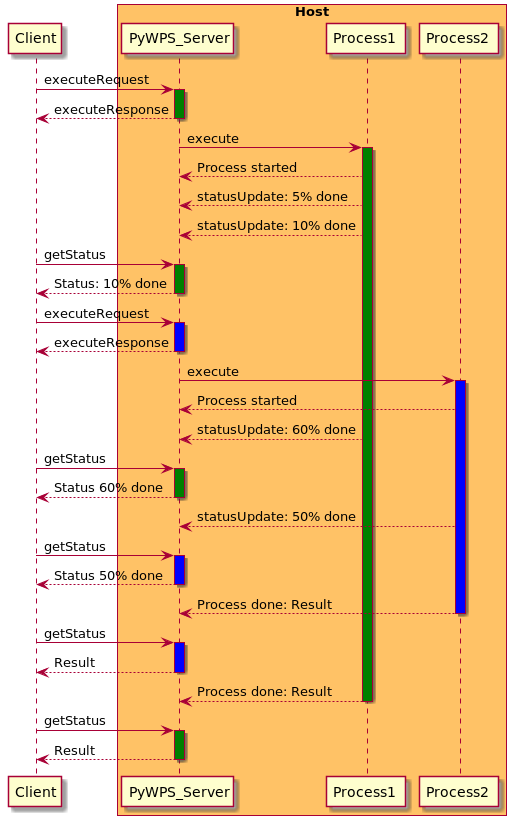 Host
Client
PyWPS_Server
Process1
Process2
executeRequest
executeResponse
execute
Process started
statusUpdate: 5% done
statusUpdate: 10% done
getStatus
Status: 10% done
executeRequest
executeResponse
execute
Process started
statusUpdate: 60% done
getStatus
Status 60% done
statusUpdate: 50% done
getStatus
Status 50% done
Process done: Result
getStatus
Result
Process done: Result
getStatus
Result
Client
PyWPS_Server
Process1
Process2